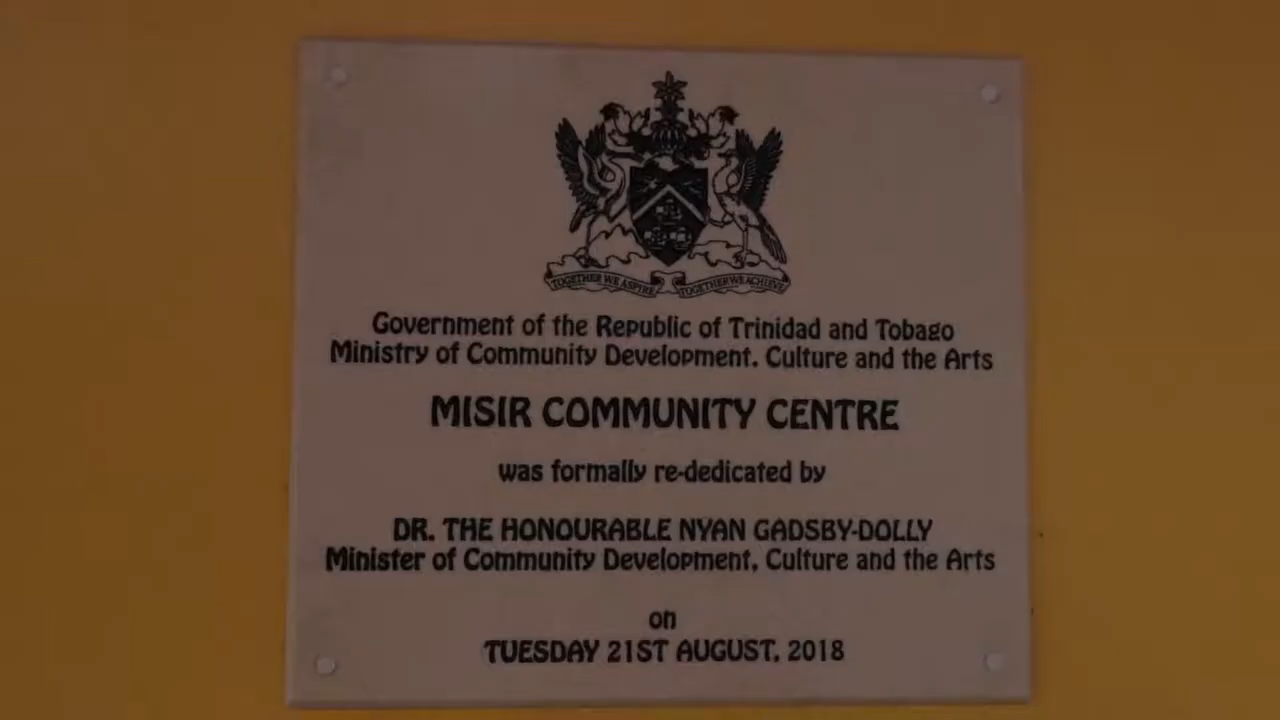 TOGETHER WE ASPIRE TOGETHER WE ACHIEVE
Government of the Republic of Trinidad and Tobago
Ministry of Community Development, Culture and the Arts
MISIR COMMUNITY CENTRE
was formally re-dedicated by
DR. THE HONOURABLE NYAN GADSBY-DOLLY
Minister of Community Development, Culture and the Arts
on
TUESDAY 21ST AUGUST, 2018